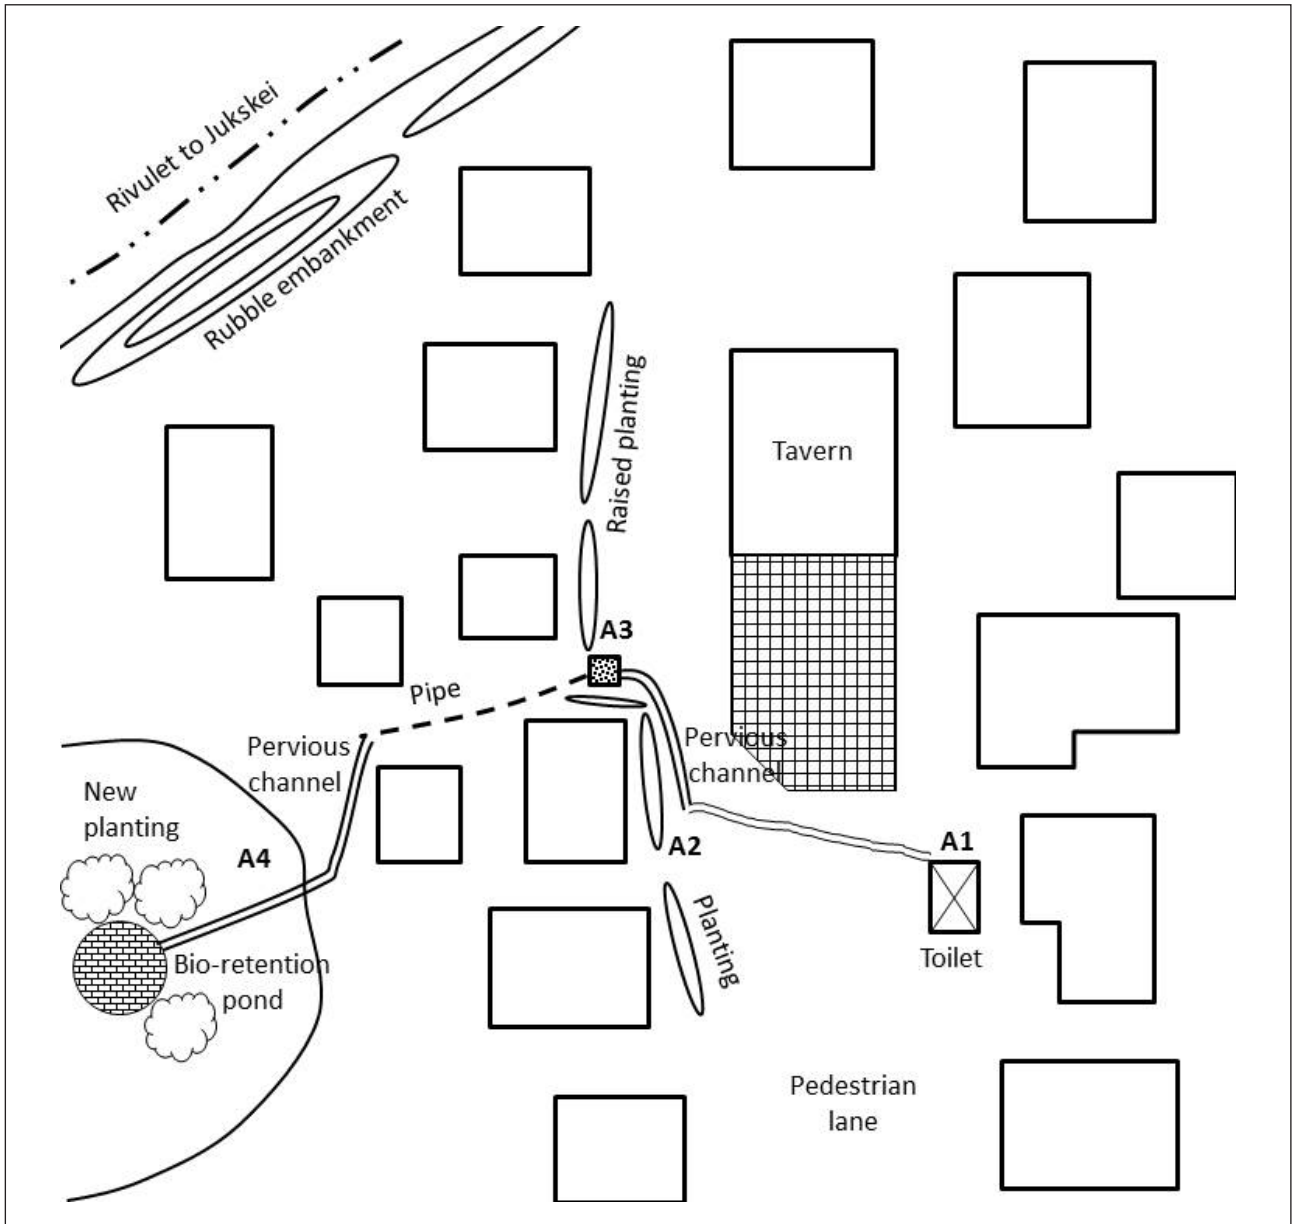 Rivulet to Jukskei
Rubble embankment
Raised planting
Tavern
A3
Pipe
Pervious
channel
Pervious
channel
New
planting
A4
A2
A1
Planting
Toilet
Bio-retention
pond
Pedestrian
lane